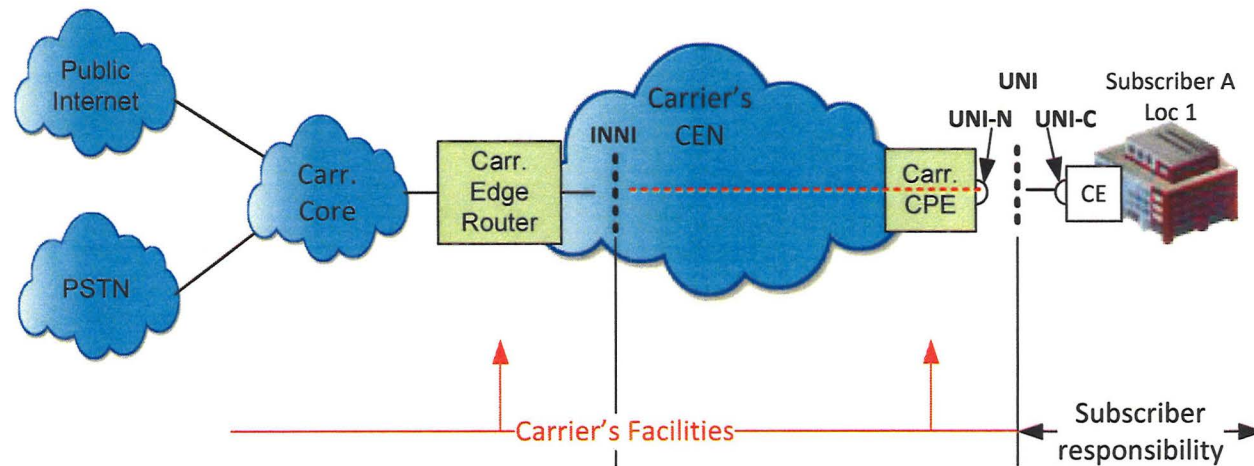 Public
Internet
PSTN
Carr.
Core
Carr.
Edge
Router
INNI
Carrier's
CEN
Carr.
CPE
UNI
UNI-N
UNI-C
Subscriber A
Loc 1
CE
Carrier's Facilities
Subscriber
responsibility